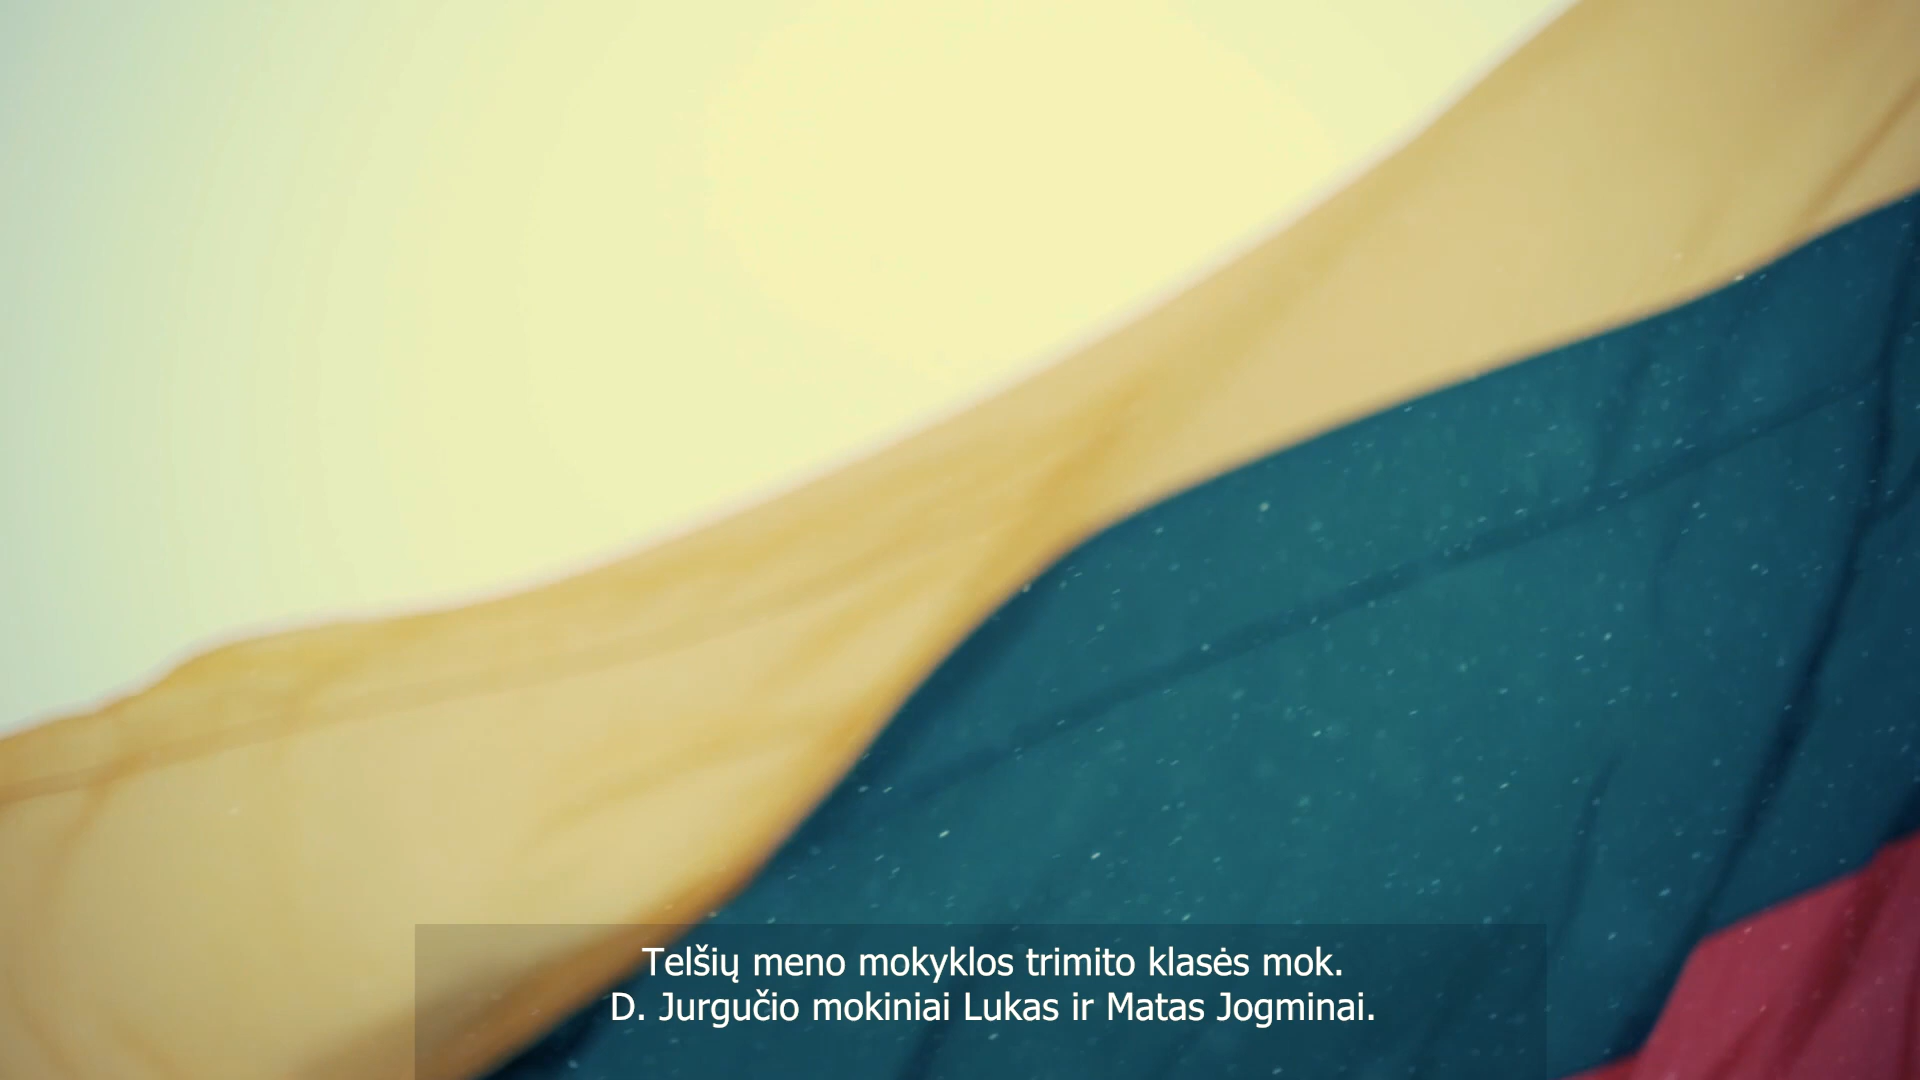 Telšių meno mokyklos trimito klasės mok.
D. Jurgučio mokiniai Lukas ir Matas Jogminai.